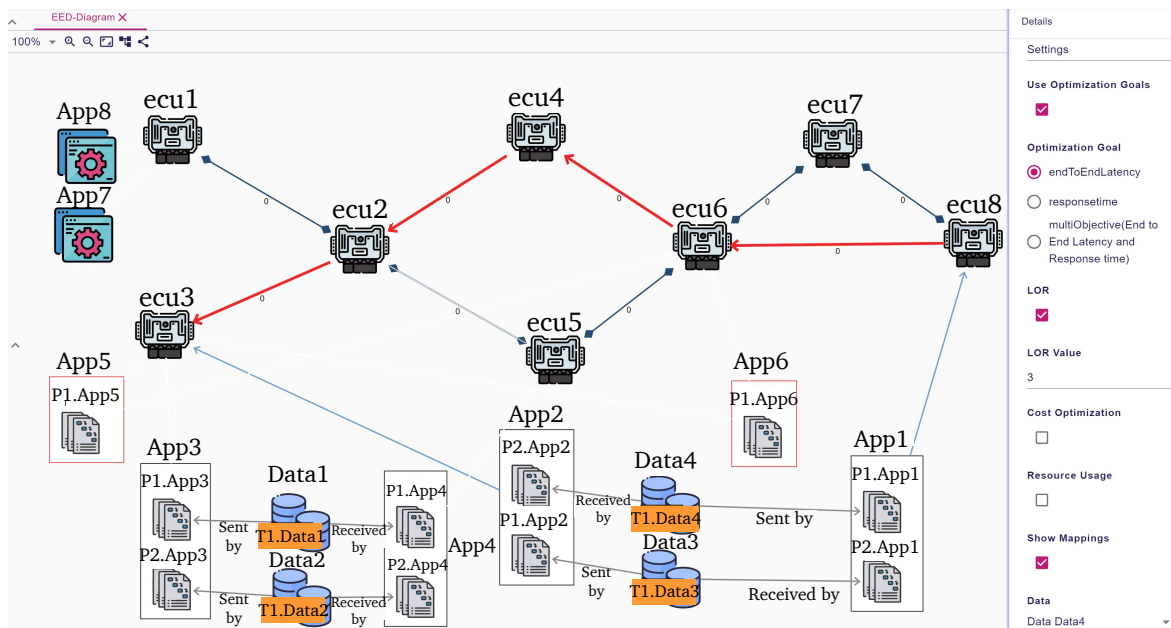 EED-Diagram
Details
100%
Settings
ecu1
ecu4
ecu7
App8
Use Optimization Goals
Optimization Goal
endToEndLatency
App7
0
0
0
0
0
ecu2
ecu6
ecu8
responsetime
multiObjective(End to
End Latency and
Response time)
0
0
ecu3
0
0
LOR
ecu5
LOR Value
3
App5
App6
P1.App5
P1.App6
App2
Cost Optimization
App3
P2.App2
App1
Data1
Data4
P1.App3
P1.App4
P1.App1
Resource Usage
Sent
by
T1.Data1
Received
by
Received
by
T1.Data4
Sent by
P1.App2
P2.App3
App4
Data3
P2.App1
Data2
P2.App4
Show Mappings
Sent
by
T1.Data2
Received
by
Sent
by
T1.Data3
Received by
Data
Data Data4